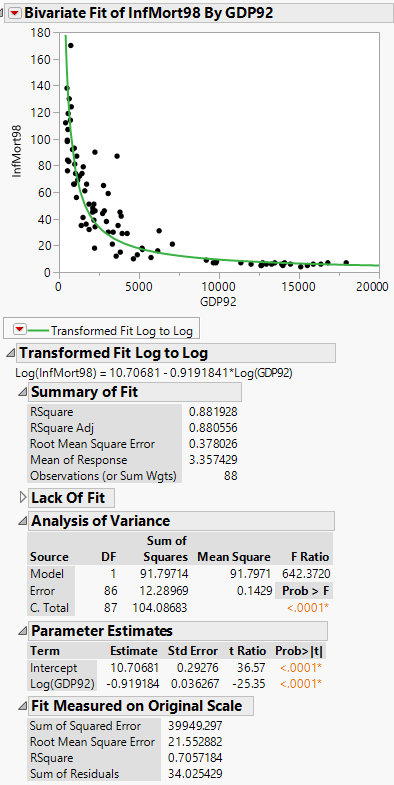 Bivariate Fit of InfMort98 By GDP92
180
160
140
120
100
80
60
40
20
0
InfMort98
0 5000 10000 15000 20000
GDP92
Transformed Fit Log to Log
Transformed Fit Log to Log
Log(InfMort98) = 10.70681 - 0.9191841*Log(GDP92)
Summary of Fit
RSquare 0.881928
RSquare Adj 0.880556
Root Mean Square Error 0.378026
Mean of Response 3.357429
Observations (or Sum Wgts) 88
Lack Of Fit
Analysis of Variance
Sum of
Source DF Squares Mean Square F Ratio
Model 1 91.79714 91.7971 642.3720
Error 86 12.28969 0.1429 Prob > F
C. Total 87 104.08683 <.0001*
Parameter Estimates
Term Estimate Std Error t Ratio Prob>|t|
Intercept 10.70681 0.29276 36.57 <.0001*
Log(GDP92) -0.919184 0.036267 -25.35 <.0001*
Fit Measured on Original Scale
Sum of Squared Error 39949.297
Root Mean Square Error 21.552882
RSquare 0.7057184
Sum of Residuals 34.025429